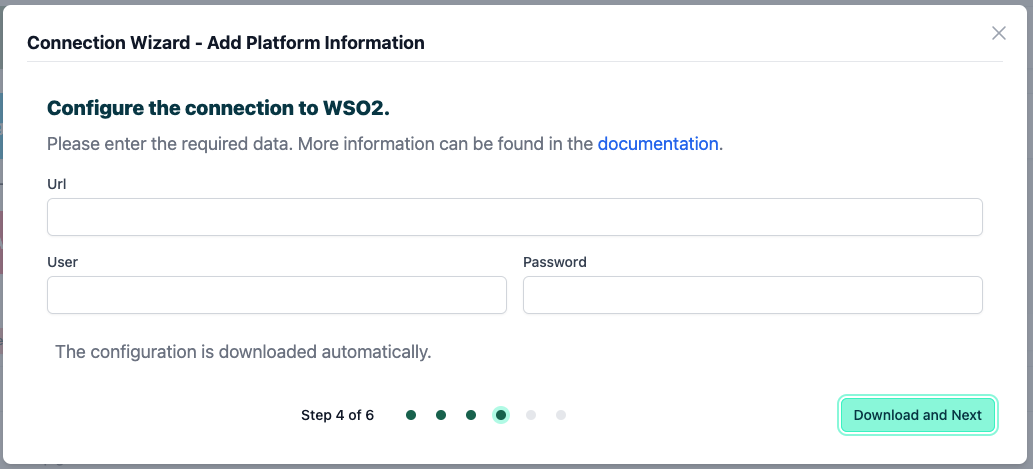 Connection Wizard - Add Platform Information
Configure the connection to WSO2.
Please enter the required data. More information can be found in the documentation.
Url
User
Password
The configuration is downloaded automatically.
Step 4 of 6
Download and Next